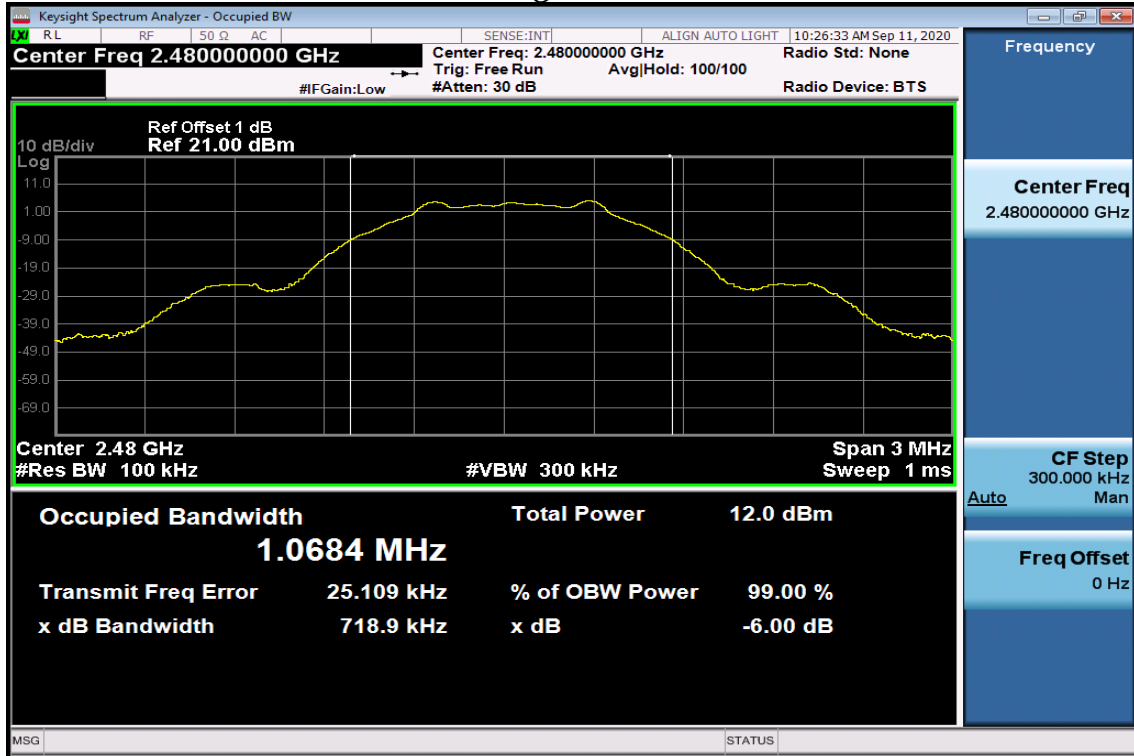 Keysight Spectrum Analyzer - Occupied BW
LXI RL RF 50 Ω AC SENSE:INT ALIGN AUTO LIGHT 10:26:33 AM Sep 11, 2020
Center Freq 2.480000000 GHz
Center Freq: 2.480000000 GHz
Radio Std: None
Trig: Free Run
Avg|Hold: 100/100
#IFGain:Low
#Atten: 30 dB
Radio Device: BTS
Ref Offset 1 dB
10 dB/div
Ref 21.00 dBm
Log
11.0
1.00
-9.00
-19.0
-29.0
-39.0
-49.0
-59.0
-69.0
Center 2.48 GHz
Span 3 MHz
#Res BW 100 kHz
#VBW 300 kHz
Sweep 1 ms
Occupied Bandwidth
1.0684 MHz
Total Power 12.0 dBm
Transmit Freq Error 25.109 kHz
% of OBW Power 99.00 %
x dB Bandwidth 718.9 kHz
x dB -6.00 dB
Frequency
Center Freq
2.480000000 GHz
CF Step
300.000 kHz
Auto Man
Freq Offset
0 Hz
MSG
STATUS